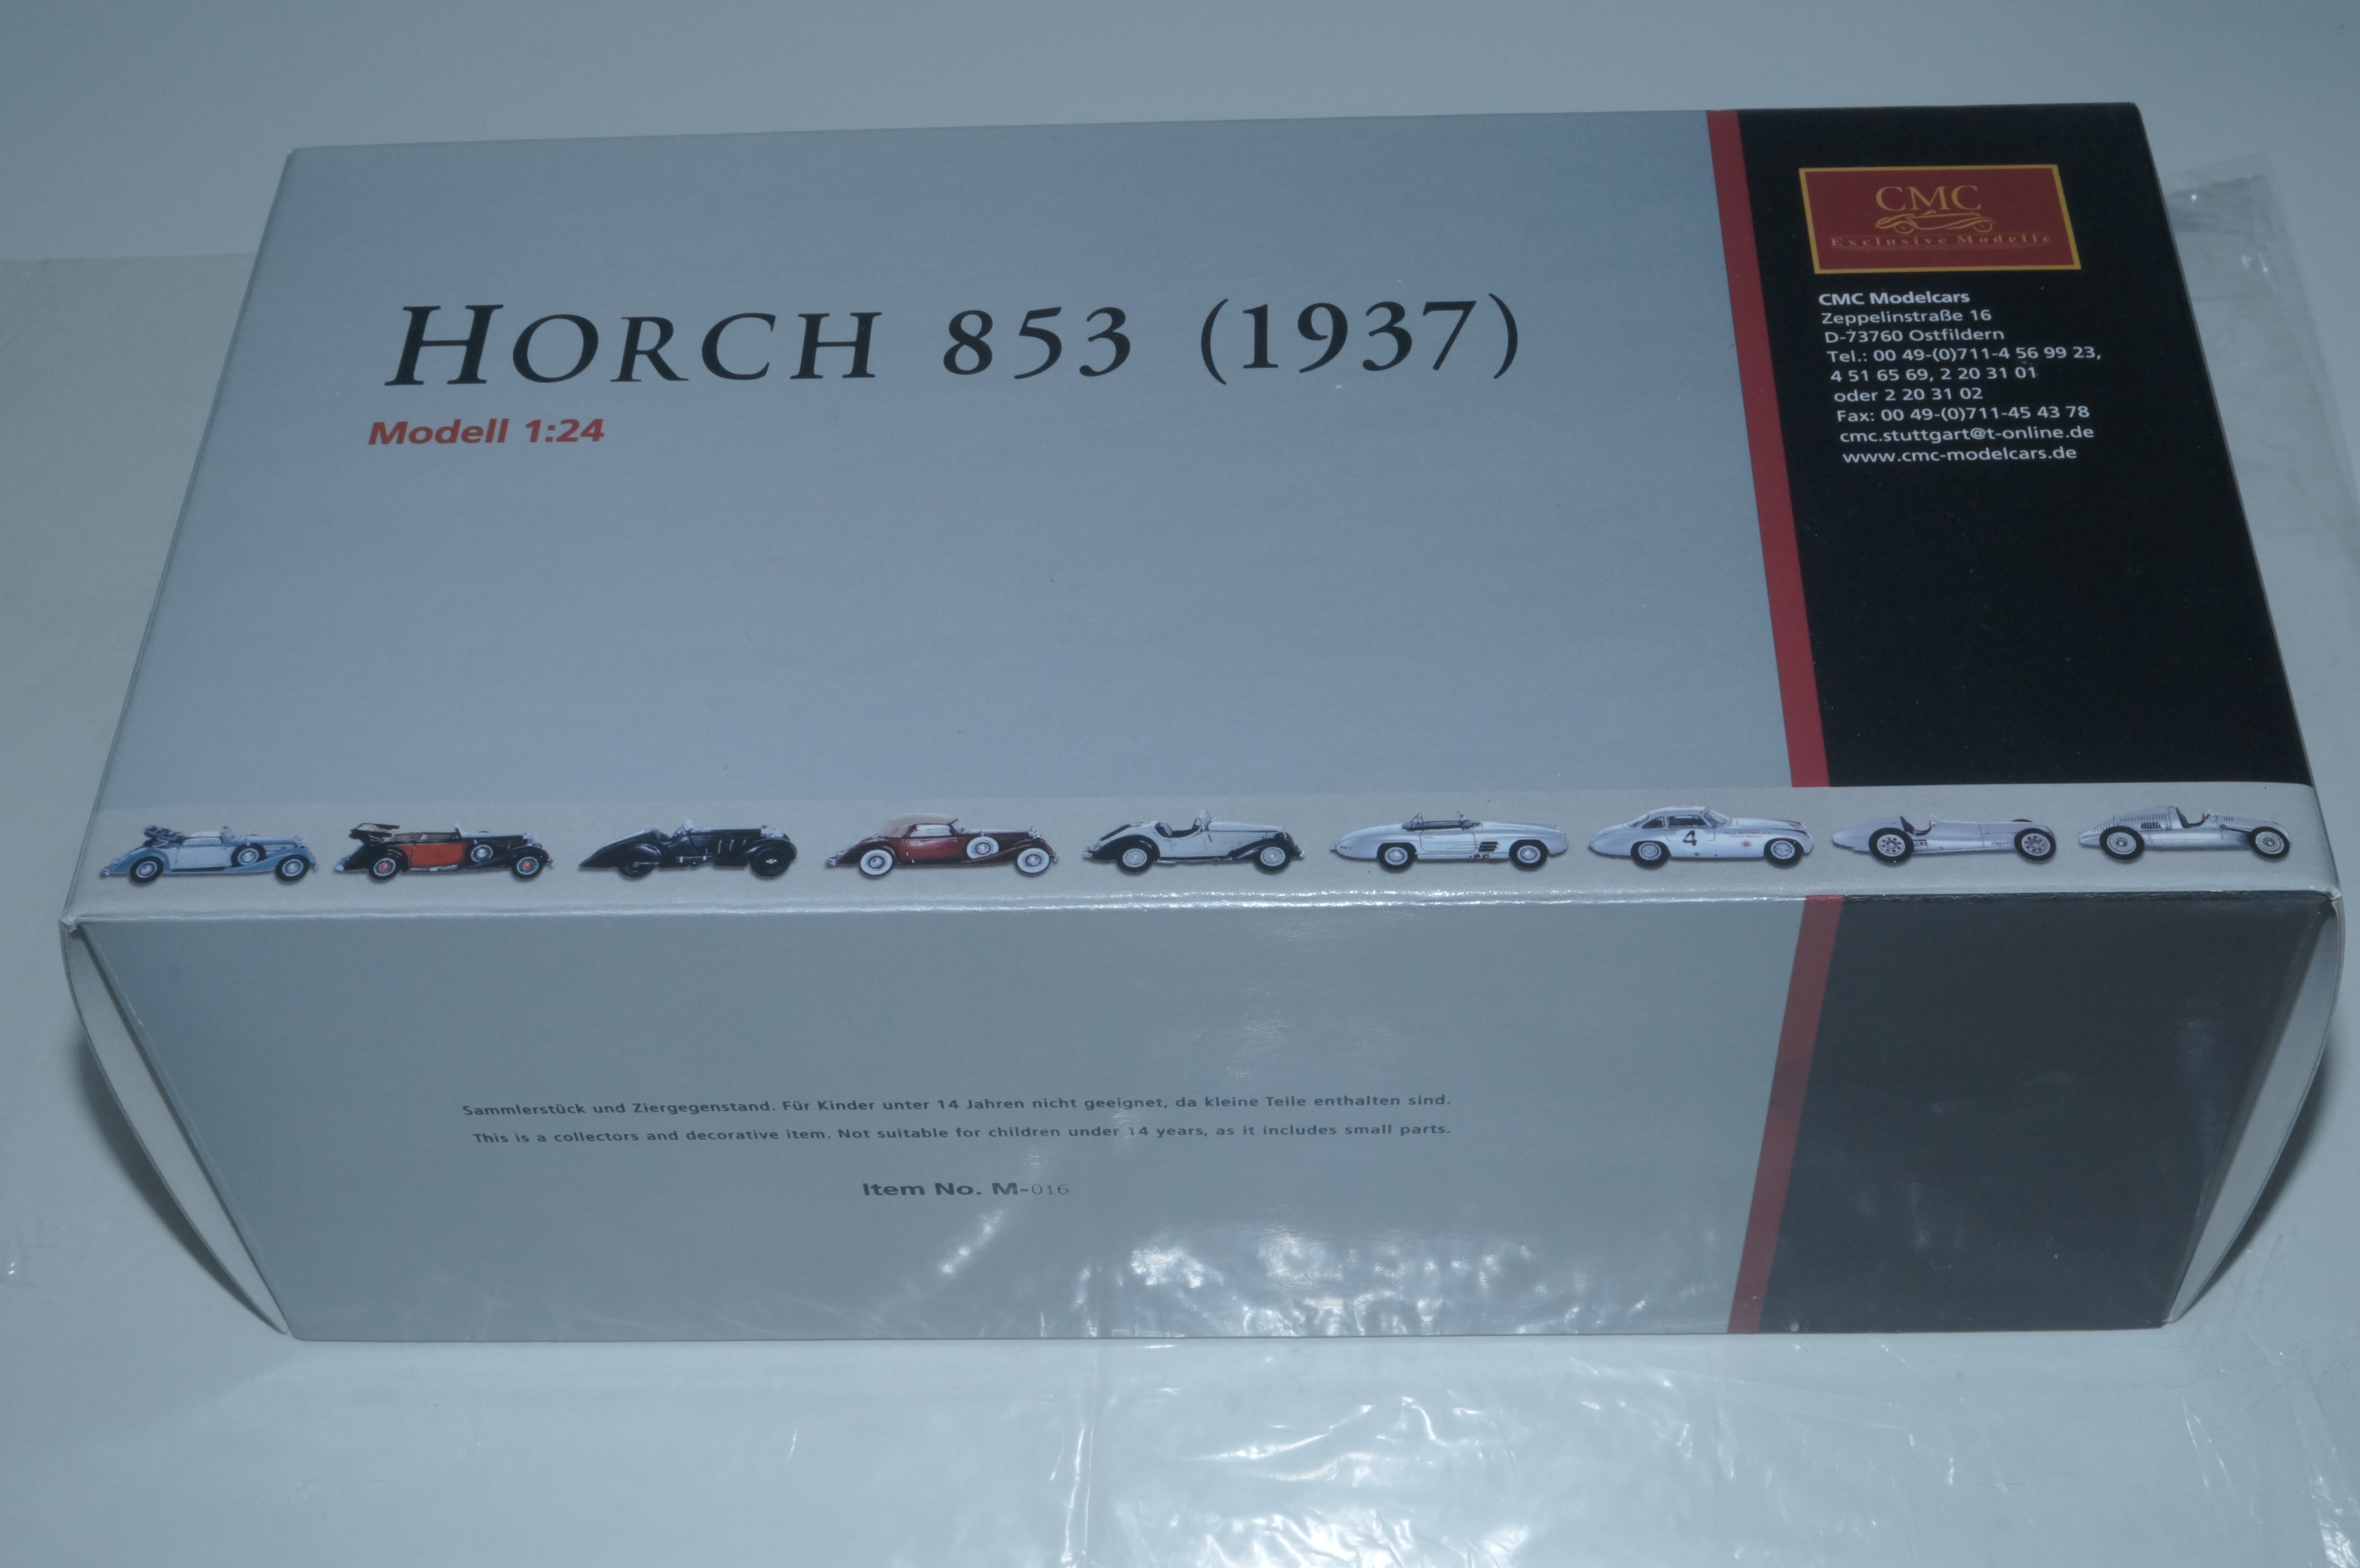 HORCH 853 (1937)
Modell 1:24
CMC
Exclusive Modelle
CMC Modelcars
Zeppelinstraße 16
D-73760 Ostfildern
Tel.: 00 49-(0)711-4 56 99 23,
4 51 65 69, 2 20 31 01
oder 2 20 31 02
Fax: 00 49-(0)711-45 43 78
cmc.stuttgart@t-online.de
www.cmc-modelcars.de
4
Sammlerstück und Ziergegenstand. Für Kinder unter 14 Jahren nicht geeignet, da kleine Teile enthalten sind.
This is a collectors and decorative item. Not suitable for children under 14 years, as it includes small parts.
Item No. M-016